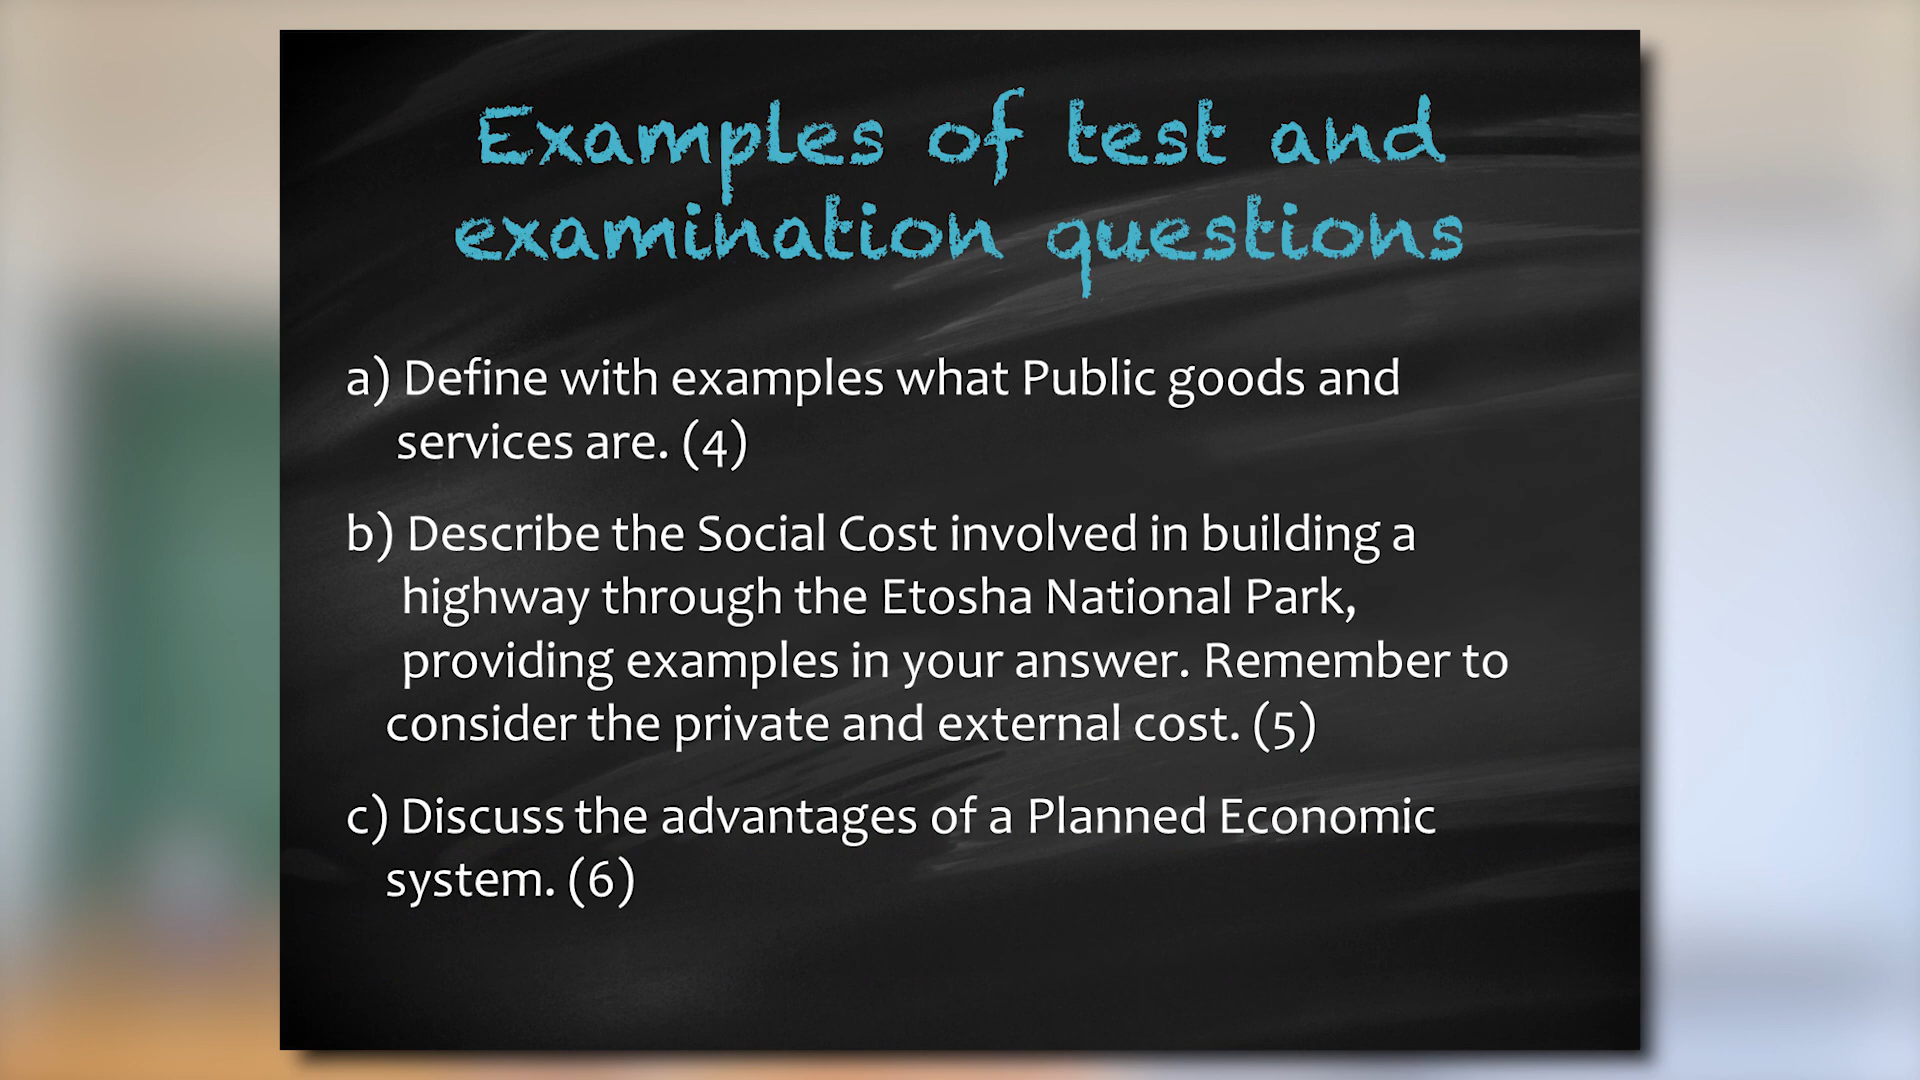 Examples of test and
examination questions
a) Define with examples what Public goods and
services are. (4)
b) Describe the Social Cost involved in building a
highway through the Etosha National Park,
providing examples in your answer. Remember to
consider the private and external cost. (5)
c) Discuss the advantages of a Planned Economic
system. (6)